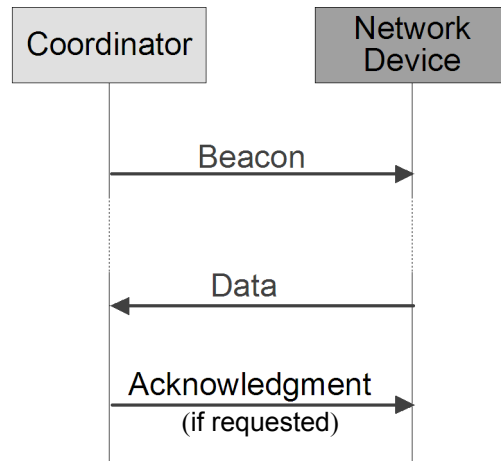 Coordinator
Network
Device
Beacon
Data
Acknowledgment
(if requested)